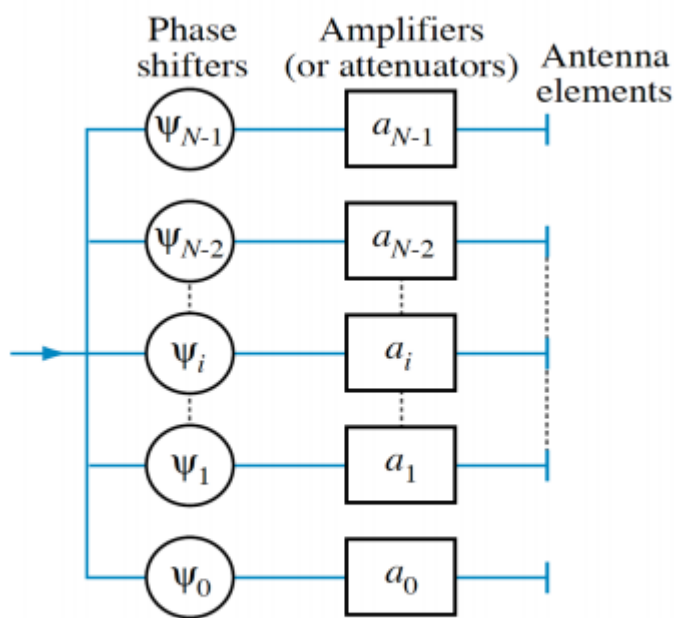 Phase
shifters
Amplifiers
(or attenuators)
Antenna
elements
ψN-1
aN-1
ψN-2
aN-2
ψi
ai
ψ1
a1
ψ0
a0